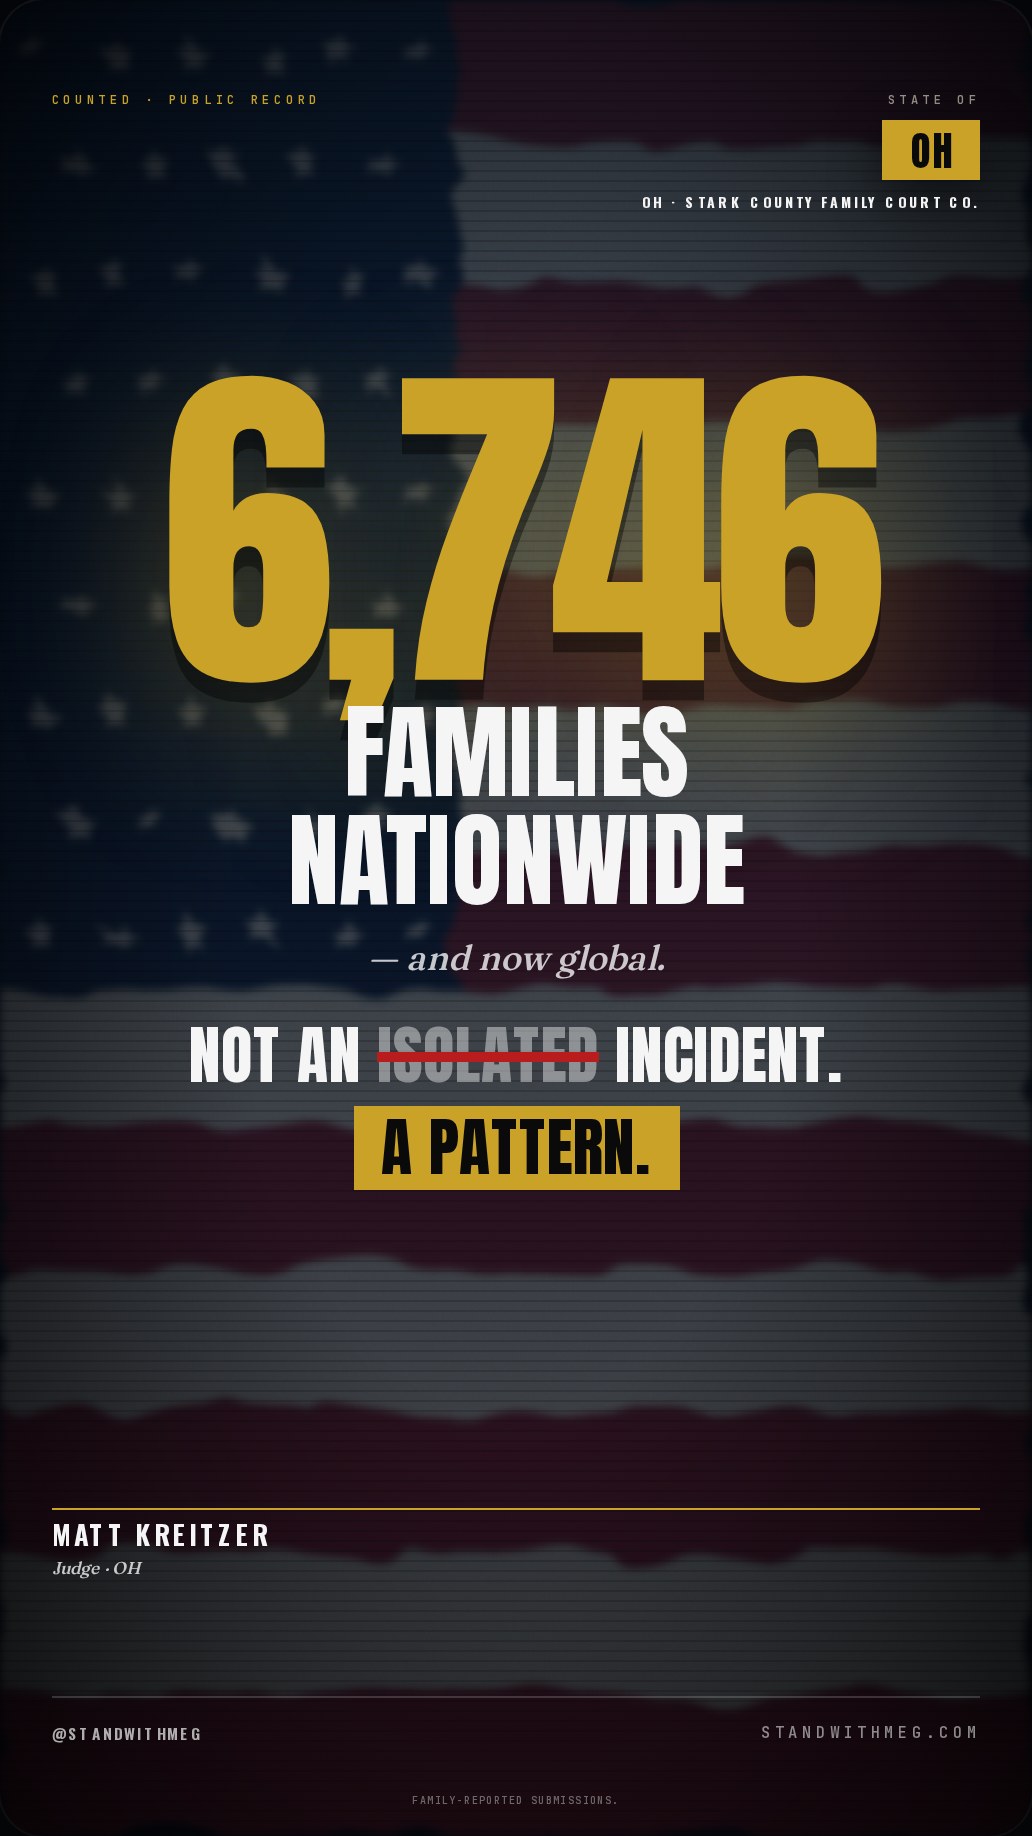 COUNTED · PUBLIC RECORD
STATE OF
OH
OH · STARK COUNTY FAMILY COURT CO.
6,746
FAMILIES
NATIONWIDE
— and now global.
NOT AN ISOLATED INCIDENT.
A PATTERN.
MATT KREITZER
Judge · OH
@STANDWITHMEG
STANDWITHMEG.COM
FAMILY-REPORTED SUBMISSIONS.